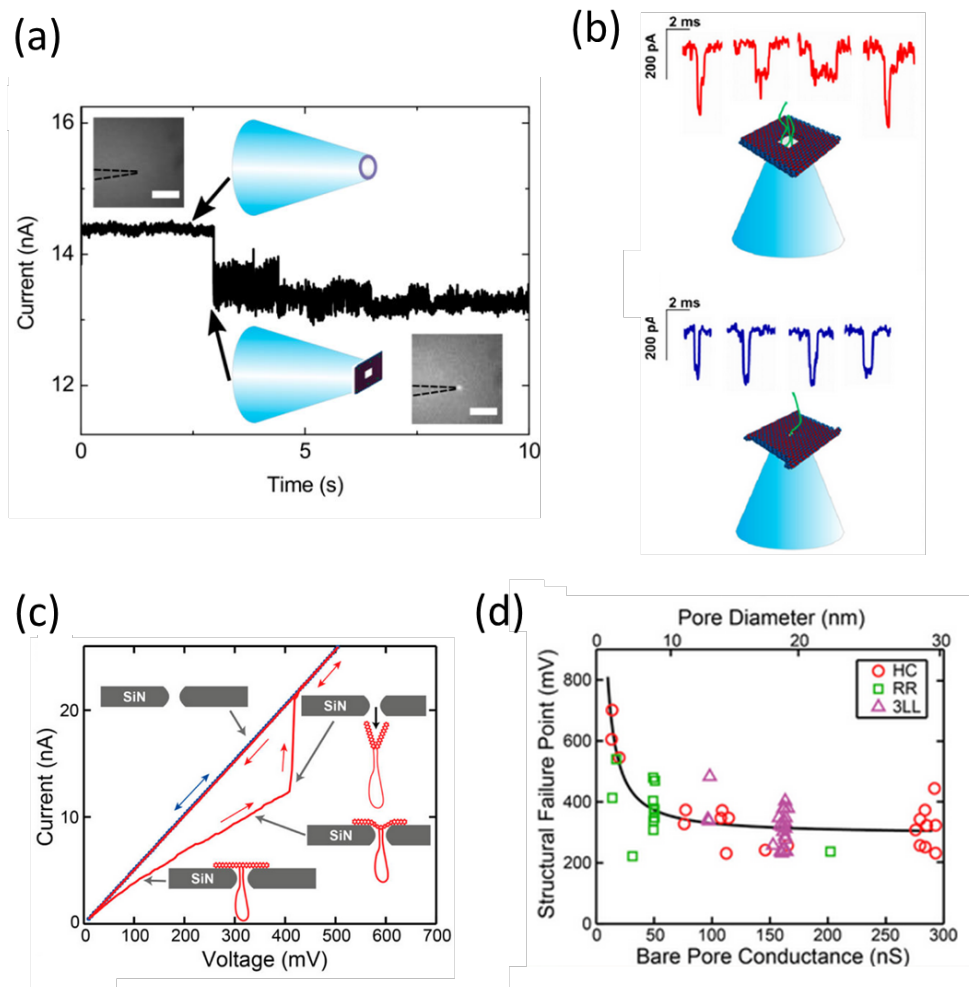 (a)
16
14
12
Current (nA)
0
5
10
Time (s)
(b)
2 ms
200 pA
2 ms
200 pA
(c)
20
10
0
Current (nA)
SiN
SiN
SiN
SiN
0 100 200 300 400 500 600 700
Voltage (mV)
(d)
Pore Diameter (nm)
0 10 20 30
800
600
400
200
0
Structural Failure Point (mV)
HC
RR
3LL
0 50 100 150 200 250 300
Bare Pore Conductance (nS)